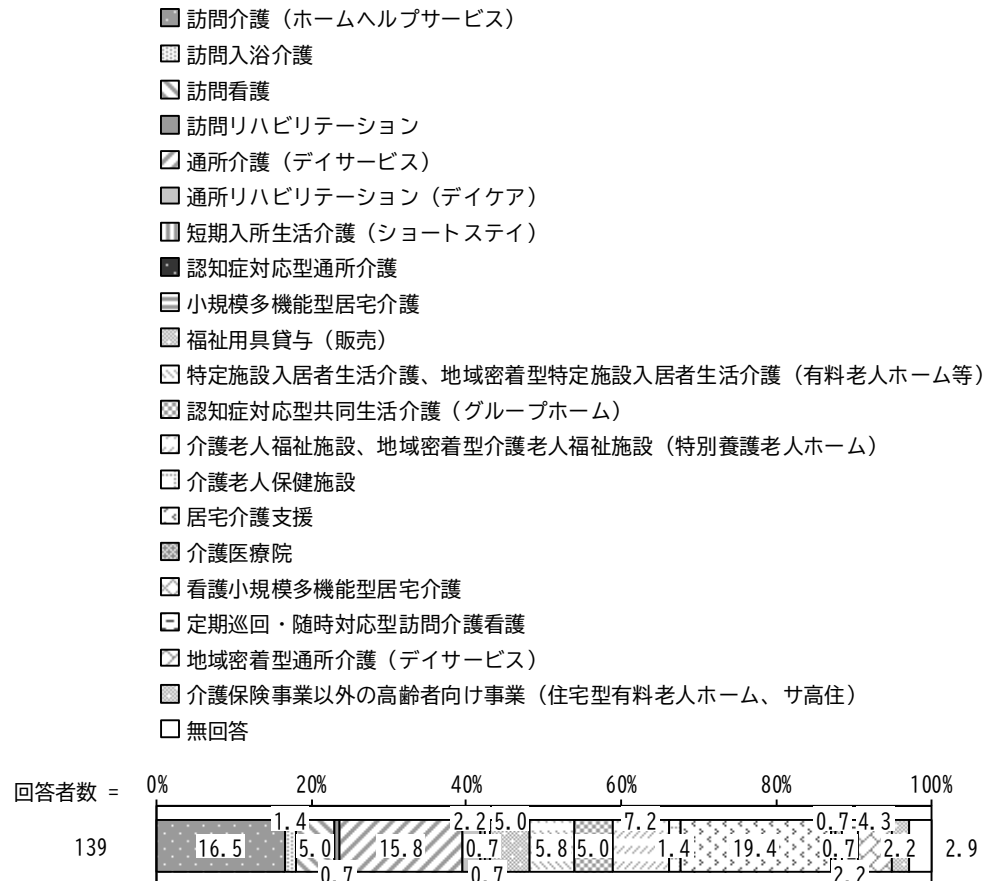 訪問介護（ホームヘルプサービス）
訪問入浴介護
訪問看護
訪問リハビリテーション
通所介護（デイサービス）
通所リハビリテーション（デイケア）
短期入所生活介護（ショートステイ）
認知症対応型通所介護
小規模多機能型居宅介護
福祉用具貸与（販売）
特定施設入居者生活介護、地域密着型特定施設入居者生活介護（有料老人ホーム等）
認知症対応型共同生活介護（グループホーム）
介護老人福祉施設、地域密着型介護老人福祉施設（特別養護老人ホーム）
介護老人保健施設
居宅介護支援
介護医療院
看護小規模多機能型居宅介護
定期巡回・随時対応型訪問介護看護
地域密着型通所介護（デイサービス）
介護保険事業以外の高齢者向け事業（住宅型有料老人ホーム、サ高住）
無回答
回答者数 = 0% 20% 40% 60% 80% 100%
1.4 2.2 5.0 7.2 0.7 4.3
139 16.5 5.0 15.8 0.7 5.8 5.0 1.4 19.4 0.7 2.2 2.9
0.7 0.7 2.2